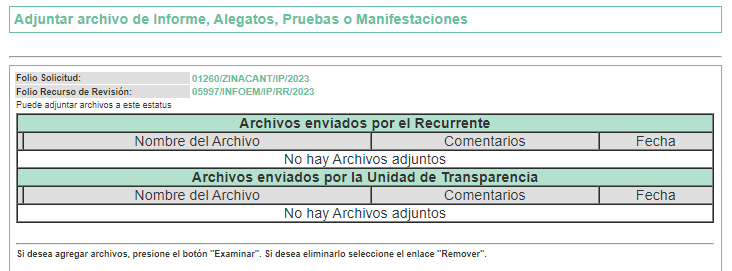 Adjuntar archivo de Informe, Alegatos, Pruebas o Manifestaciones
Folio Solicitud: 01260/ZINACANT/IP/2023
Folio Recurso de Revisión: 05997/INFOEM/IP/RR/2023
Puede adjuntar archivos a este estatus
Archivos enviados por el Recurrente
Nombre del Archivo Comentarios Fecha
No hay Archivos adjuntos
Archivos enviados por la Unidad de Transparencia
Nombre del Archivo Comentarios Fecha
No hay Archivos adjuntos
Si desea agregar archivos, presione el botón "Examinar". Si desea eliminarlo seleccione el enlace "Remover".